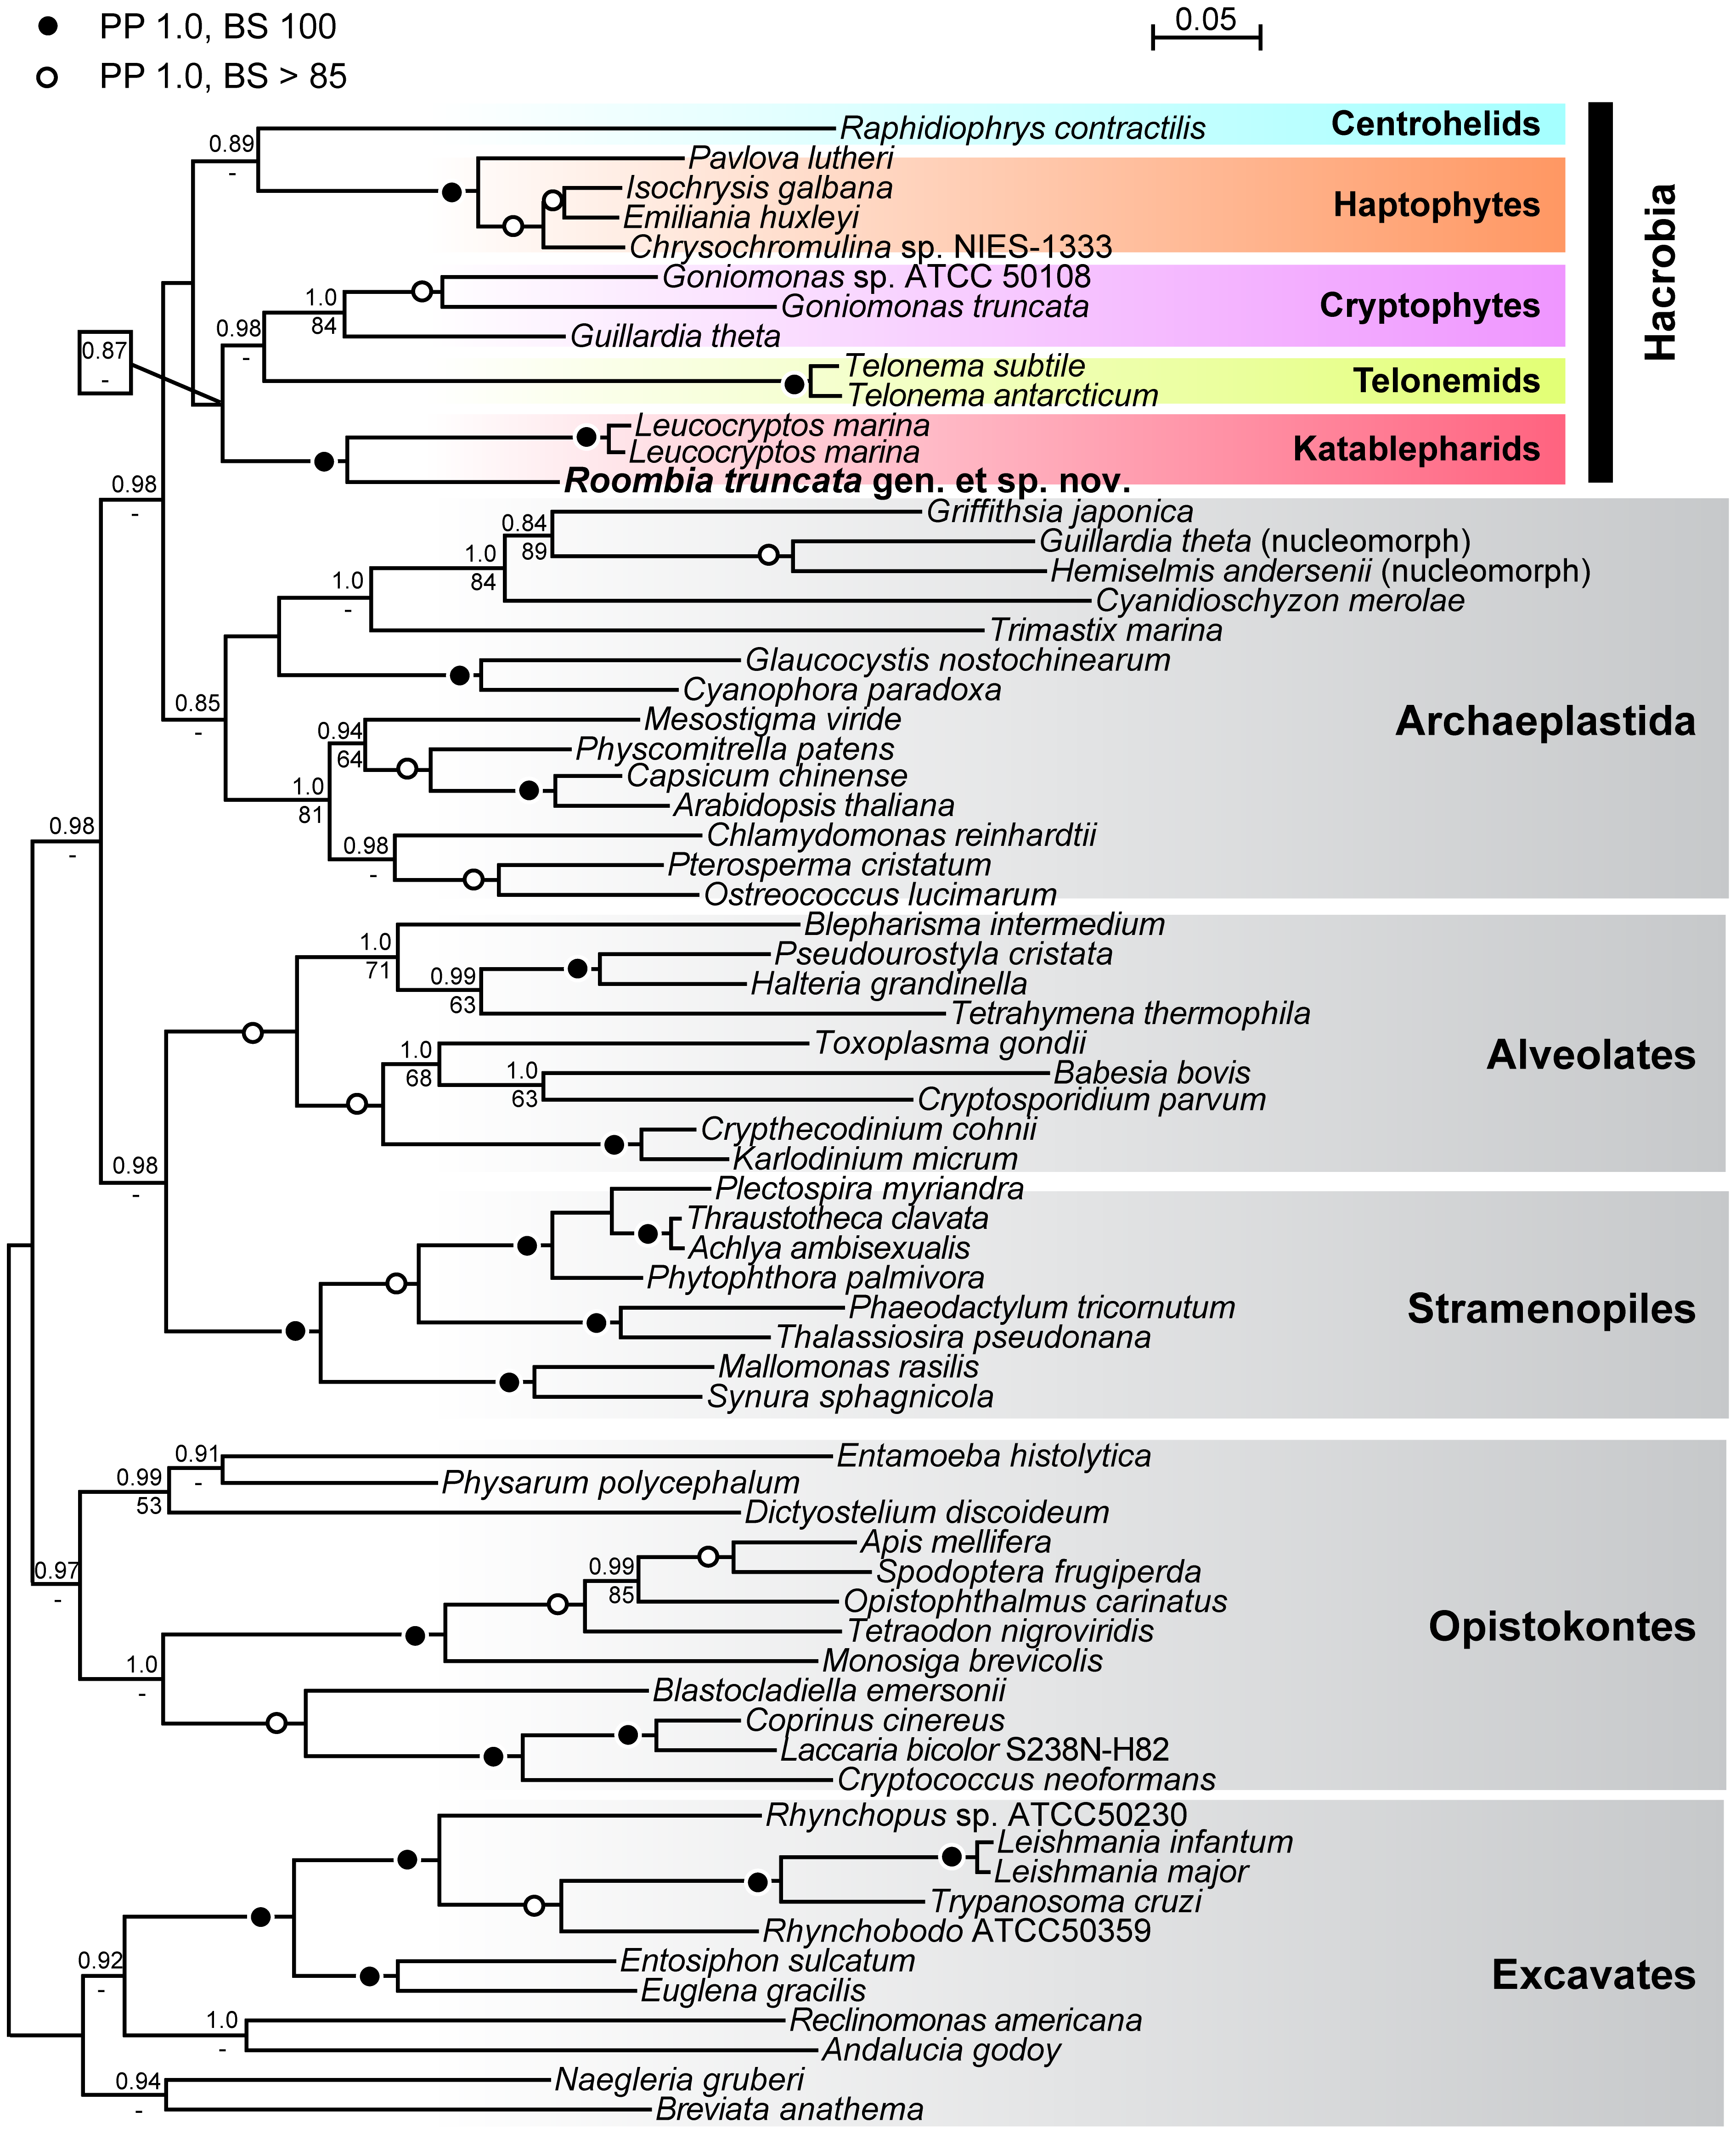 PP 1.0, BS 100
0.05
PP 1.0, BS > 85
Raphidiophrys contractilis
Centrohelids
0.89
-
Pavlova lutheri
Isochrysis galbana
Haptophytes
Emiliania huxleyi
Chrysochromulina sp. NIES-1333
Hacrobia
Goniomonas sp. ATCC 50108
1.0
84
Goniomonas truncata
Cryptophytes
0.98
-
Guillardia theta
0.87
-
Telonema subtile
Telonemids
Telonema antarcticum
Leucocryptos marina
Katablepharids
Leucocryptos marina
Roombia truncata gen. et sp. nov.
0.98
-
Griffithsia japonica
0.84
89
Guillardia theta (nucleomorph)
1.0
84
Hemiselmis andersenii (nucleomorph)
1.0
-
Cyanidioschyzon merolae
Trimastix marina
Glaucocystis nostochinearum
Cyanophora paradoxa
0.85
-
Archaeplastida
Mesostigma viride
0.94
64
Physcomitrella patens
Capsicum chinense
1.0
81
Arabidopsis thaliana
0.98
-
Chlamydomonas reinhardtii
0.98
-
Pterosperma cristatum
Ostreococcus lucimarum
Blepharisma intermedium
1.0
71
Pseudourostyla cristata
0.99
63
Halteria grandinella
Tetrahymena thermophila
Toxoplasma gondii
Alveolates
1.0
68
1.0
63
Babesia bovis
Cryptosporidium parvum
Crypthecodinium cohnii
Karlodinium micrum
0.98
-
Plectospira myriandra
Thraustotheca clavata
Achlya ambisexualis
Phytophthora palmivora
Phaeodactylum tricornutum
Stramenopiles
Thalassiosira pseudonana
Mallomonas rasilis
Synura sphagnicola
0.91
-
Entamoeba histolytica
0.99
53
Physarum polycephalum
Dictyostelium discoideum
Apis mellifera
0.97
-
0.99
85
Spodoptera frugiperda
Opistophthalmus carinatus
Tetraodon nigroviridis
Opistokontes
Monosiga brevicolis
1.0
-
Blastocladiella emersonii
Coprinus cinereus
Laccaria bicolor S238N-H82
Cryptococcus neoformans
Rhynchopus sp. ATCC50230
Leishmania infantum
Leishmania major
Trypanosoma cruzi
Rhynchobodo ATCC50359
0.92
-
Entosiphon sulcatum
Excavates
Euglena gracilis
1.0
-
Reclinomonas americana
Andalucia godoy
0.94
-
Naegleria gruberi
Breviata anathema